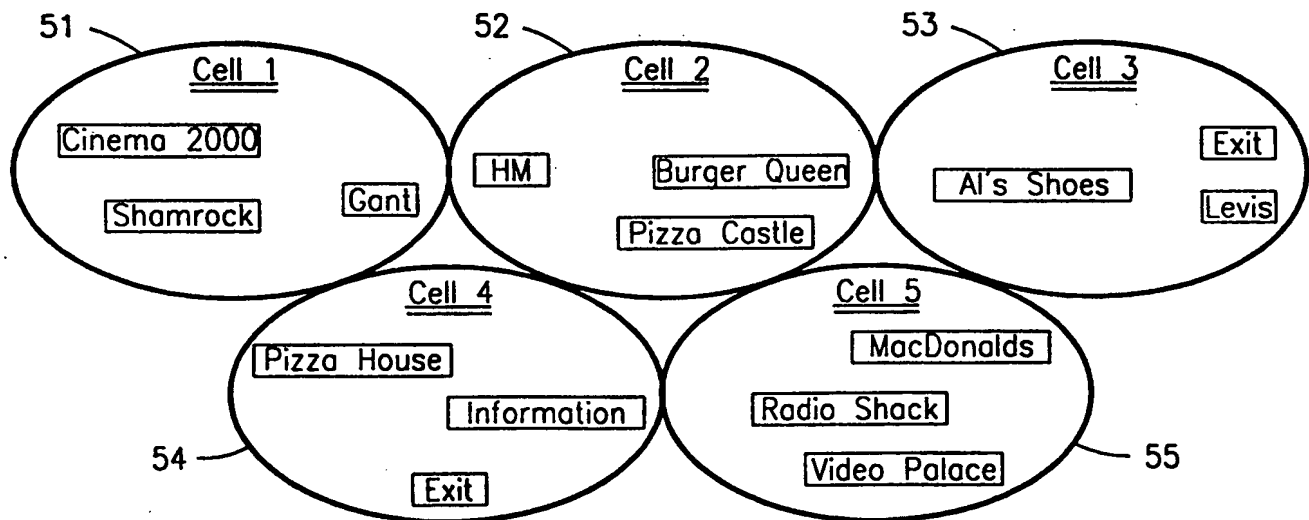 51
52
53
Cell 1
Cell 2
Cell 3
Cinema 2000
HM
Burger Queen
Exit
Al's Shoes
Shamrock
Gant
Pizza Castle
Levis
Cell 4
Cell 5
Pizza House
MacDonalds
Information
Radio Shack
54
Exit
Video Palace
55